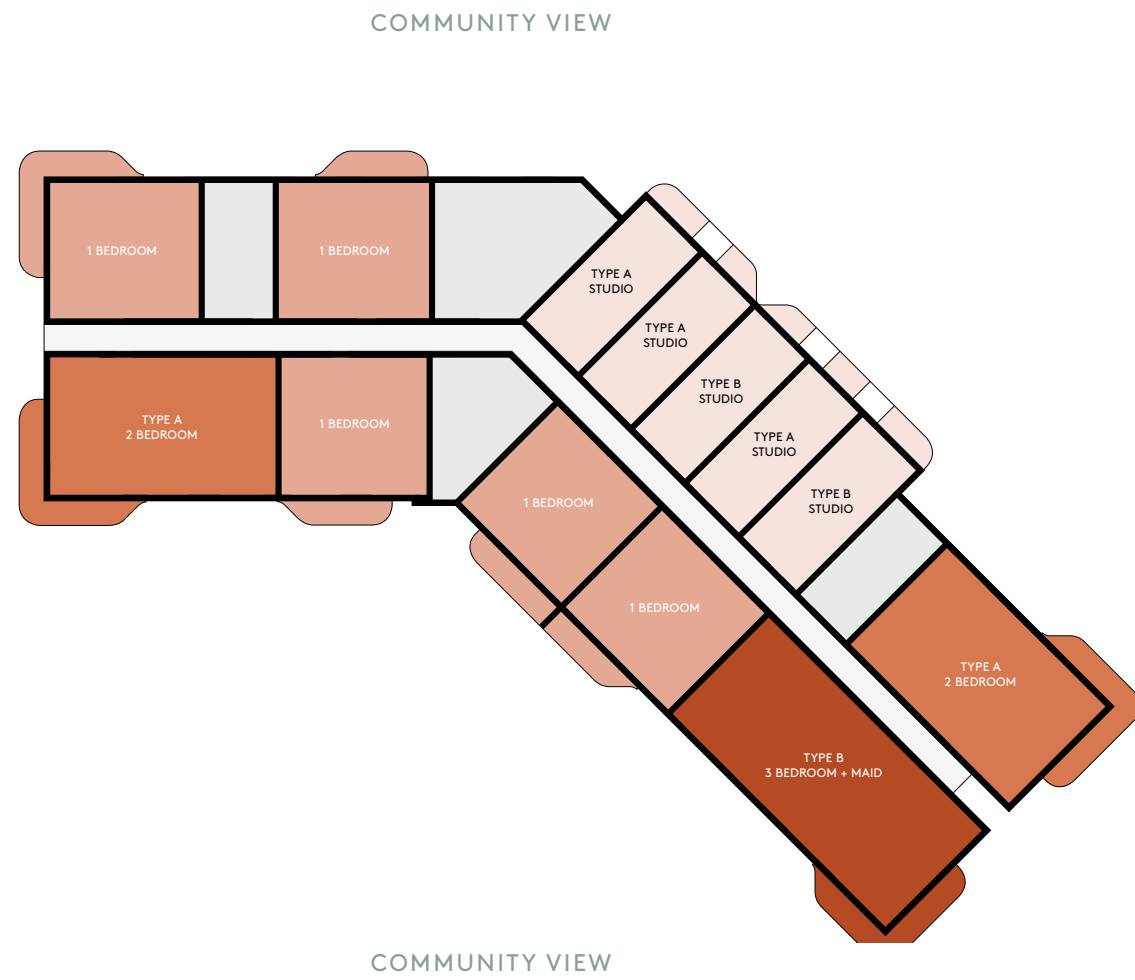 COMMUNITY VIEW
1 BEDROOM
1 BEDROOM
TYPE A
STUDIO
TYPE A
STUDIO
TYPE B
STUDIO
TYPE A
STUDIO
TYPE B
STUDIO
TYPE A
2 BEDROOM
1 BEDROOM
1 BEDROOM
1 BEDROOM
TYPE A
2 BEDROOM
TYPE B
3 BEDROOM + MAID
COMMUNITY VIEW